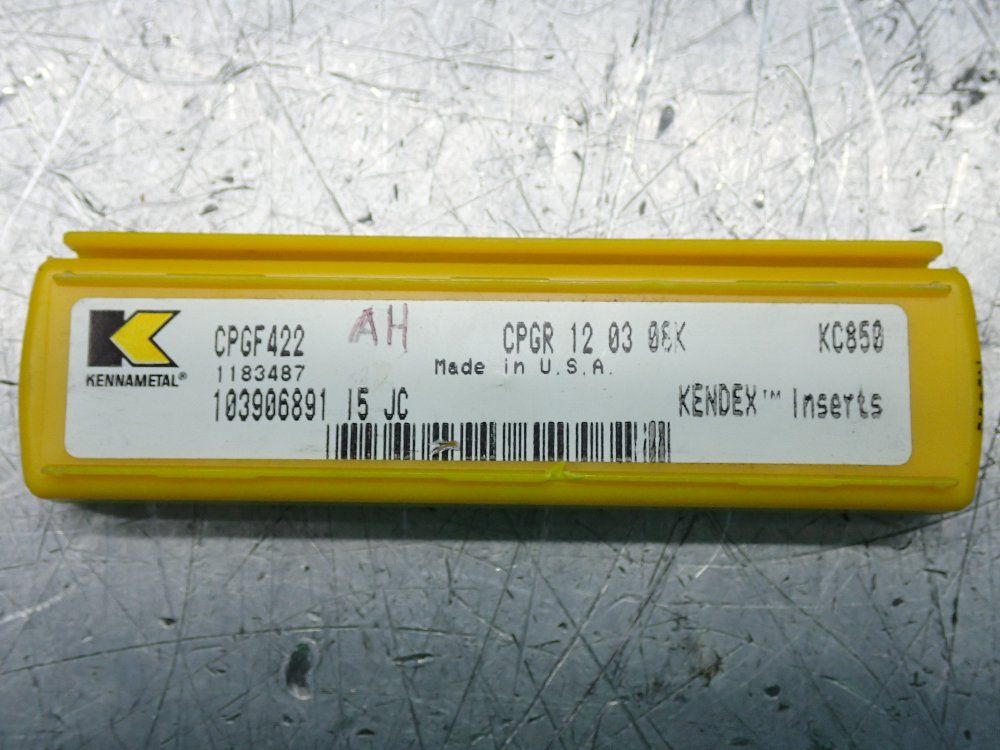 CPGF422 AH CPGR 12 03 08K KC850
1183487 Made in U.S.A.
103906891 15 JC KENDEX™ Inserts
KENNAMETAL®